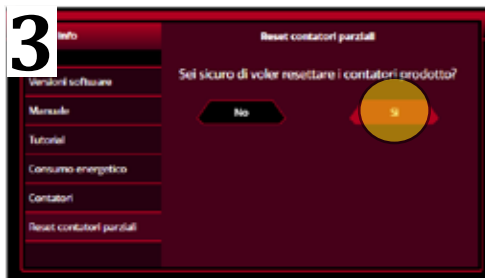 3
Info
Reset contatori parziali
Versioni software
Sei sicuro di voler resettare i contatori prodotto?
Manuale
No
Sì
Tutorial
Consumo energetico
Contatori
Reset contatori parziali